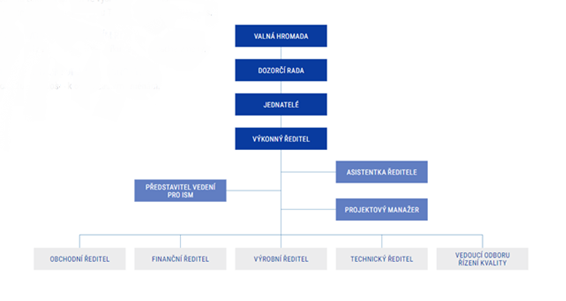 VALNÁ HROMADA
DOZORČÍ RADA
JEDNATELÉ
VÝKONNÝ ŘEDITEL
ASISTENTKA ŘEDITELE
PŘEDSTAVITEL VEDENÍ
PRO ISM
PROJEKTOVÝ MANAŽER
OBCHODNÍ ŘEDITEL
FINANČNÍ ŘEDITEL
VÝROBNÍ ŘEDITEL
TECHNICKÝ ŘEDITEL
VEDOUCÍ ODBORU
ŘÍZENÍ KVALITY